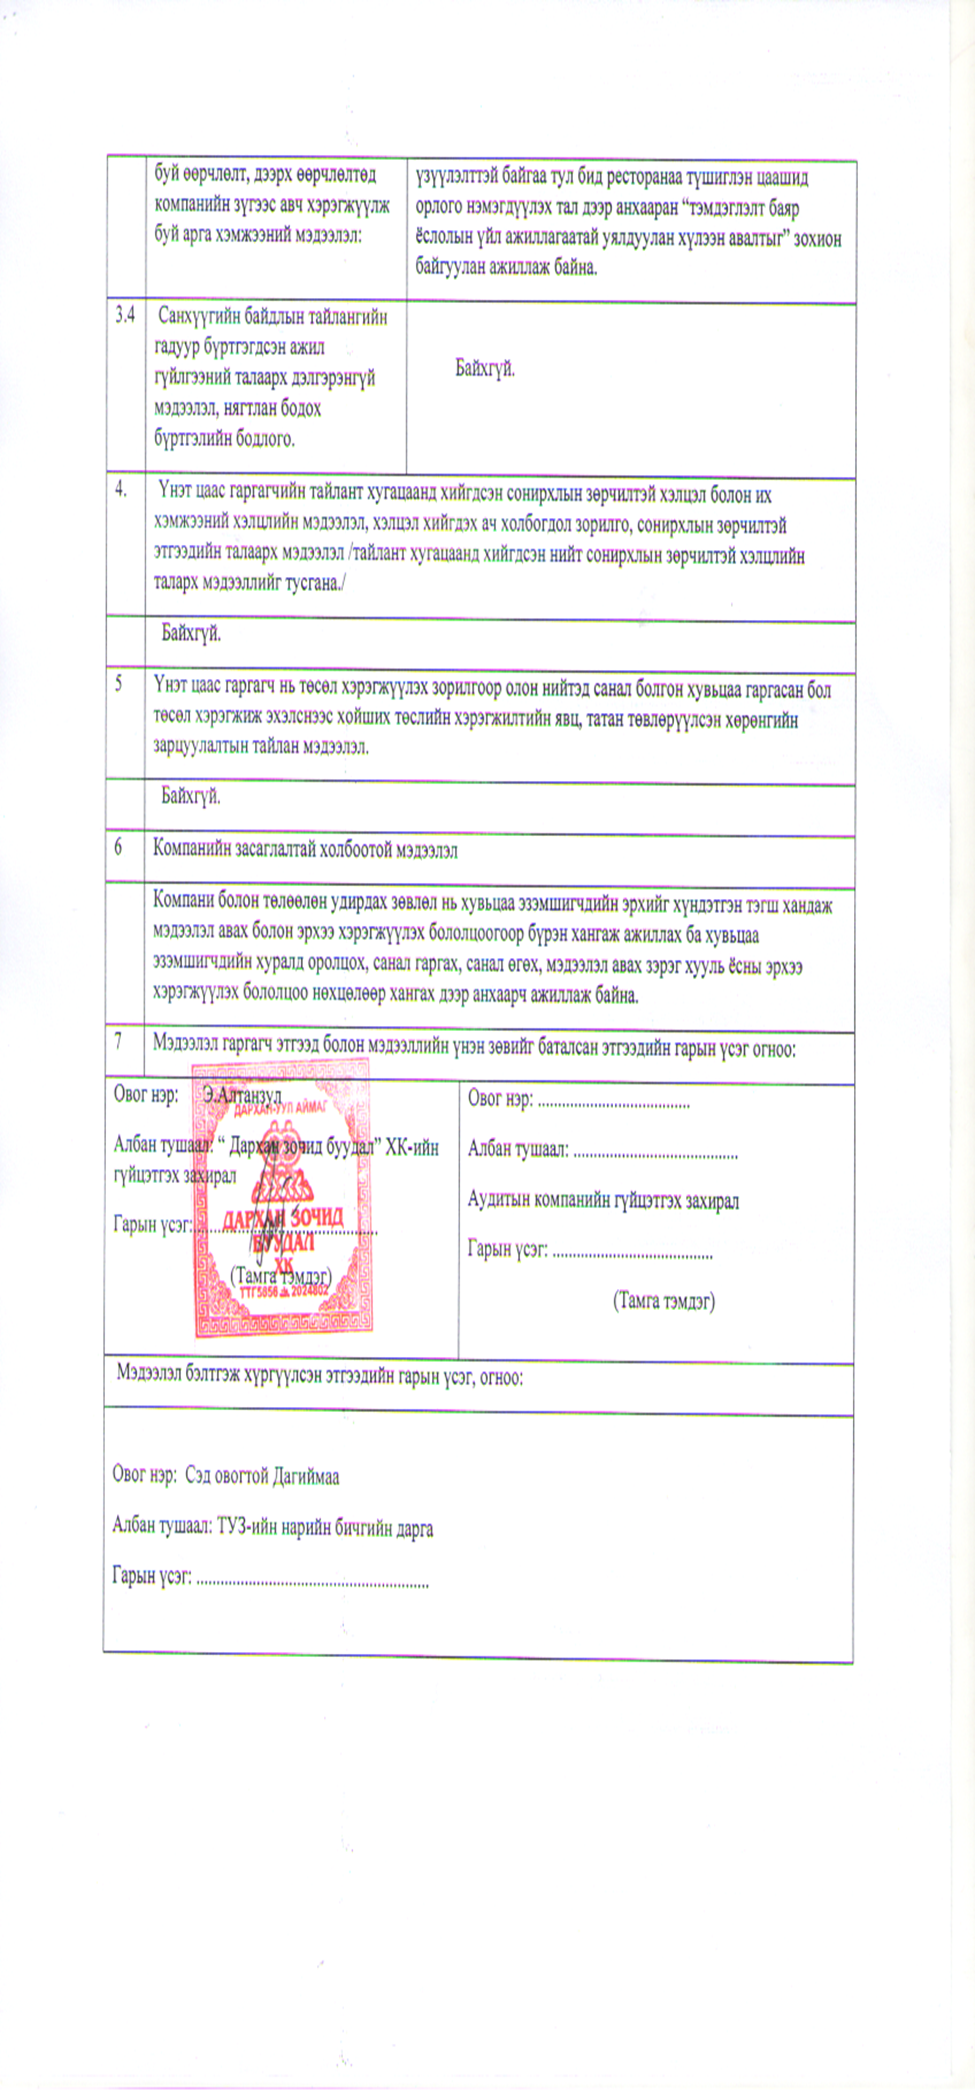 буй өөрчлөлт, дээрх өөрчлөлтөд
компанийн зүгээс авч хэрэгжүүлж
буй арга хэмжээний мэдээлэл:
үзүүлэлттэй байгаа тул бид ресторанаа түшиглэн цаашид
орлого нэмэгдүүлэх тал дээр анхааран “тэмдэглэлт баяр
ёслолын үйл ажиллагаатай уялдуулан хүлээн авалтыг” зохион
байгуулан ажиллаж байна.
3.4
Санхүүгийн байдлын тайлангийн
гадуур бүртгэгдсэн ажил
гүйлгээний талаарх дэлгэрэнгүй
мэдээлэл, нягтлан бодох
бүртгэлийн бодлого.
Байхгүй.
4.
Үнэт цаас гаргагчийн тайлант хугацаанд хийгдсэн сонирхлын зөрчилтэй хэлцэл болон их
хэмжээний хэлцлийн мэдээлэл, хэлцэл хийгдэх ач холбогдол зорилго, сонирхлын зөрчилтэй
этгээдийн талаарх мэдээлэл /тайлант хугацаанд хийгдсэн нийт сонирхлын зөрчилтэй хэлцлийн
таларх мэдээллийг тусгана./
Байхгүй.
5
Үнэт цаас гаргагч нь төсөл хэрэгжүүлэх зорилгоор олон нийтэд санал болгон хувьцаа гаргасан бол
төсөл хэрэгжиж эхэлснээс хойших төслийн хэрэгжилтийн явц, татан төвлөрүүлсэн хөрөнгийн
зарцуулалтын тайлан мэдээлэл.
Байхгүй.
6
Компанийн засаглалтай холбоотой мэдээлэл
Компани болон төлөөлөн удирдах зөвлөл нь хувьцаа эзэмшигчдийн эрхийг хүндэтгэн тэгш хандаж
мэдээлэл авах болон эрхээ хэрэгжүүлэх бололцоогоор бүрэн хангаж ажиллах ба хувьцаа
эзэмшигчдийн хуралд оролцох, санал гаргах, санал өгөх, мэдээлэл авах зэрэг хууль ёсны эрхээ
хэрэгжүүлэх бололцоо нөхцөлөөр хангах дээр анхаарч ажиллаж байна.
7
Мэдээлэл гаргагч этгээд болон мэдээллийн үнэн зөвийг баталсан этгээдийн гарын үсэг огноо:
Овог нэр: Э.Алтанзул
ДАРХАН-УУЛ АЙМАГ
Албан тушаал: “ Дархан зочид буудал” ХК-ийн
гүйцэтгэх захирал
Гарын үсэг:..............................................
ДАРХАН ЗОЧИД
БУУДАЛ
ХК
(Тамга тэмдэг)
ТТГ5856 2024802
Овог нэр: ......................................
Албан тушаал: .........................................
Аудитын компанийн гүйцэтгэх захирал
Гарын үсэг: ........................................
(Тамга тэмдэг)
Мэдээлэл бэлтгэж хүргүүлсэн этгээдийн гарын үсэг, огноо:
Овог нэр: Сэд овогтой Дагиймаа
Албан тушаал: ТУЗ-ийн нарийн бичгийн дарга
Гарын үсэг: ..........................................................